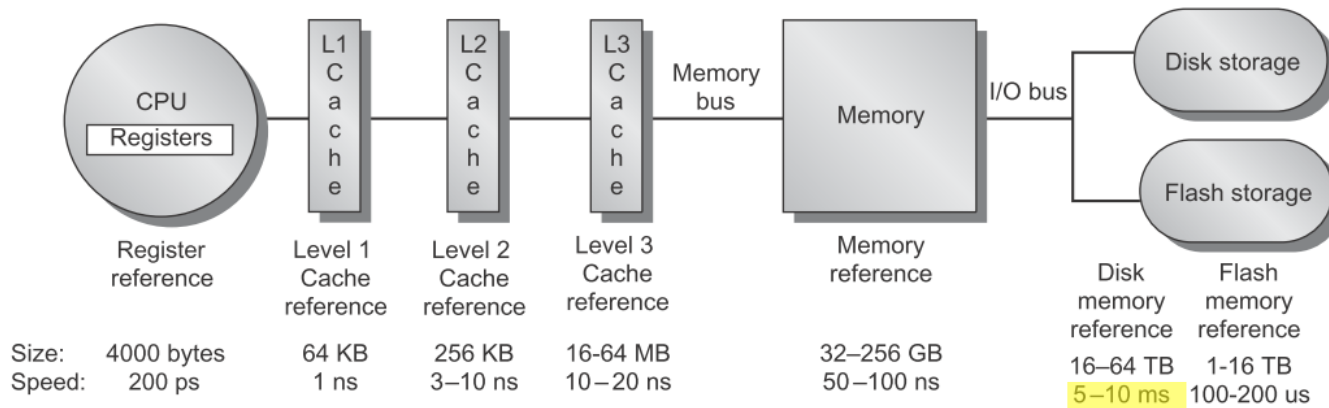 CPU
Registers
L1
C
a
c
h
e
L2
C
a
c
h
e
L3
C
a
c
h
e
Memory
bus
Memory
I/O bus
Disk storage
Flash storage
Register
reference
Level 1
Cache
reference
Level 2
Cache
reference
Level 3
Cache
reference
Memory
reference
Disk
memory
reference
Flash
memory
reference
Size: 4000 bytes 64 KB 256 KB 16-64 MB 32–256 GB 16–64 TB 1-16 TB
Speed: 200 ps 1 ns 3–10 ns 10–20 ns 50–100 ns 5–10 ms 100-200 us